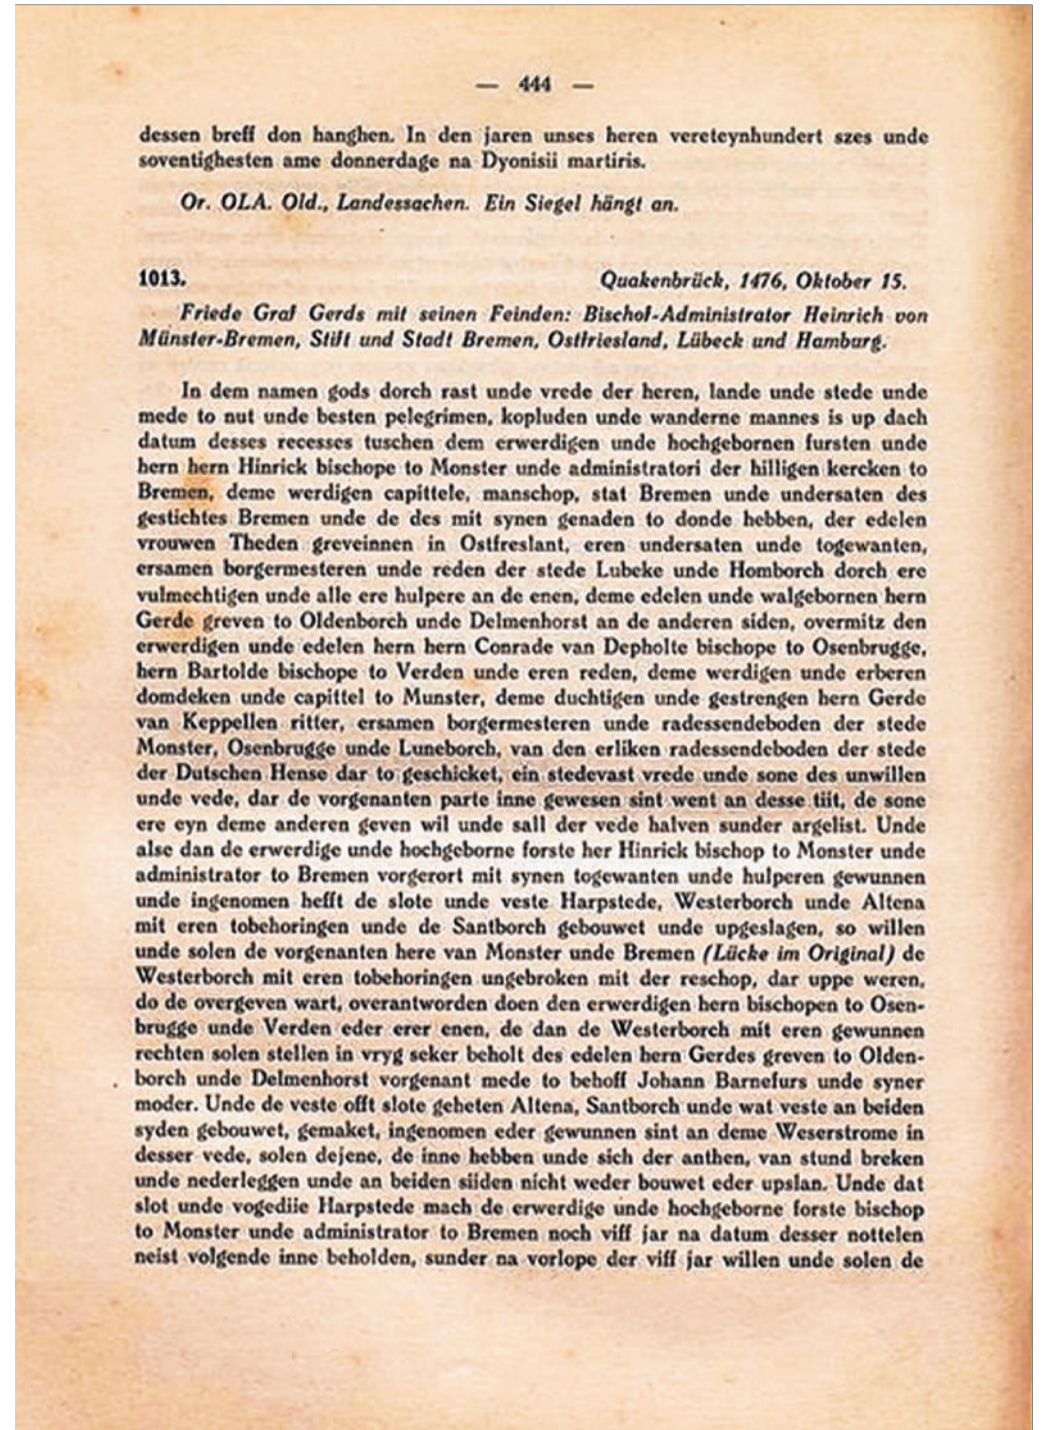 — 444 —
dessen breff don hanghen. In den jaren unses heren vereteynhundert szes unde
soventighesten ame donnerdage na Dyonisii martiris.
Or. OLA. Old., Landessachen. Ein Siegel hängt an.
1013. Quakenbrück, 1476, Oktober 15.
Friede Graf Gerds mit seinen Feinden: Bischof-Administrator Heinrich von
Münster-Bremen, Stift und Stadt Bremen, Ostfriesland, Lübeck und Hamburg.
In dem namen gods dorch rast unde vrede der heren, lande unde stede unde
mede to nut unde besten pelegrimen, kopluden unde wanderne mannes is up dach
datum desses recesses tuschen dem erwerdigen unde hochgebornen fursten unde
hern hern Hinrick bischope to Monster unde administratori der hilligen kercken to
Bremen, deme werdigen capittele, manschop, stat Bremen unde undersaten des
gestichtes Bremen unde de des mit synen genaden to donde hebben, der edelen
vrouwen Theden greveinnen in Ostfreslant, eren undersaten unde togewanten,
ersamen borgermesteren unde reden der stede Lubeke unde Homborch dorch ere
vulmechtigen unde alle ere hulpere an de enen, deme edelen unde walgebornen hern
Gerde greven to Oldenborch unde Delmenhorst an de anderen siden, overmitz den
erwerdigen unde edelen hern hern Conrade van Depholte bischope to Osenbrugge,
hern Bartolde bischope to Verden unde eren reden, deme werdigen unde erberen
domdeken unde capittel to Munster, deme duchtigen unde gestrengen hern Gerde
van Keppellen ritter, ersamen borgermesteren unde radessendeboden der stede
Monster, Osenbrugge unde Luneborch, van den erliken radessendeboden der stede
der Dutschen Hense dar to geschicket, ein stedevast vrede unde sone des unwillen
unde vede, dar de vorgenanten parte inne gewesen sint went an desse tiit, de sone
ere eyn deme anderen geven wil unde sall der vede halven sunder argelist. Unde
alse dan de erwerdige unde hochgeborne forste her Hinrick bischop to Monster unde
administrator to Bremen vorgerort mit synen togewanten unde hulperen gewunnen
unde ingenomen hefft de slote unde veste Harpstede, Westerborch unde Altena
mit eren tobehoringen unde de Santborch gebouwet unde upgeslagen, so willen
unde solen de vorgenanten here van Monster unde Bremen (Lücke im Original) de
Westerborch mit eren tobehoringen ungebroken mit der reschop, dar uppe weren,
do de overgeven wart, overantworden doen den erwerdigen hern bischopen to Osen-
brugge unde Verden eder erer enen, de dan de Westerborch mit eren gewunnen
rechten solen stellen in vryg seker beholt des edelen hern Gerdes greven to Olden-
borch unde Delmenhorst vorgenant mede to behoff Johann Barnefurs unde syner
moder. Unde de veste offt slote geheten Altena, Santborch unde wat veste an beiden
syden gebouwet, gemaket, ingenomen eder gewunnen sint an deme Weserstrome in
desser vede, solen dejene, de inne hebben unde sich der anthen, van stund breken
unde nederleggen unde an beiden siiden nicht weder bouwet eder upslan. Unde dat
slot unde vogediie Harpstede mach de erwerdige unde hochgeborne forste bischop
to Monster unde administrator to Bremen noch viff jar na datum desser nottelen
neist volgende inne beholden, sunder na vorlope der viff jar willen unde solen de